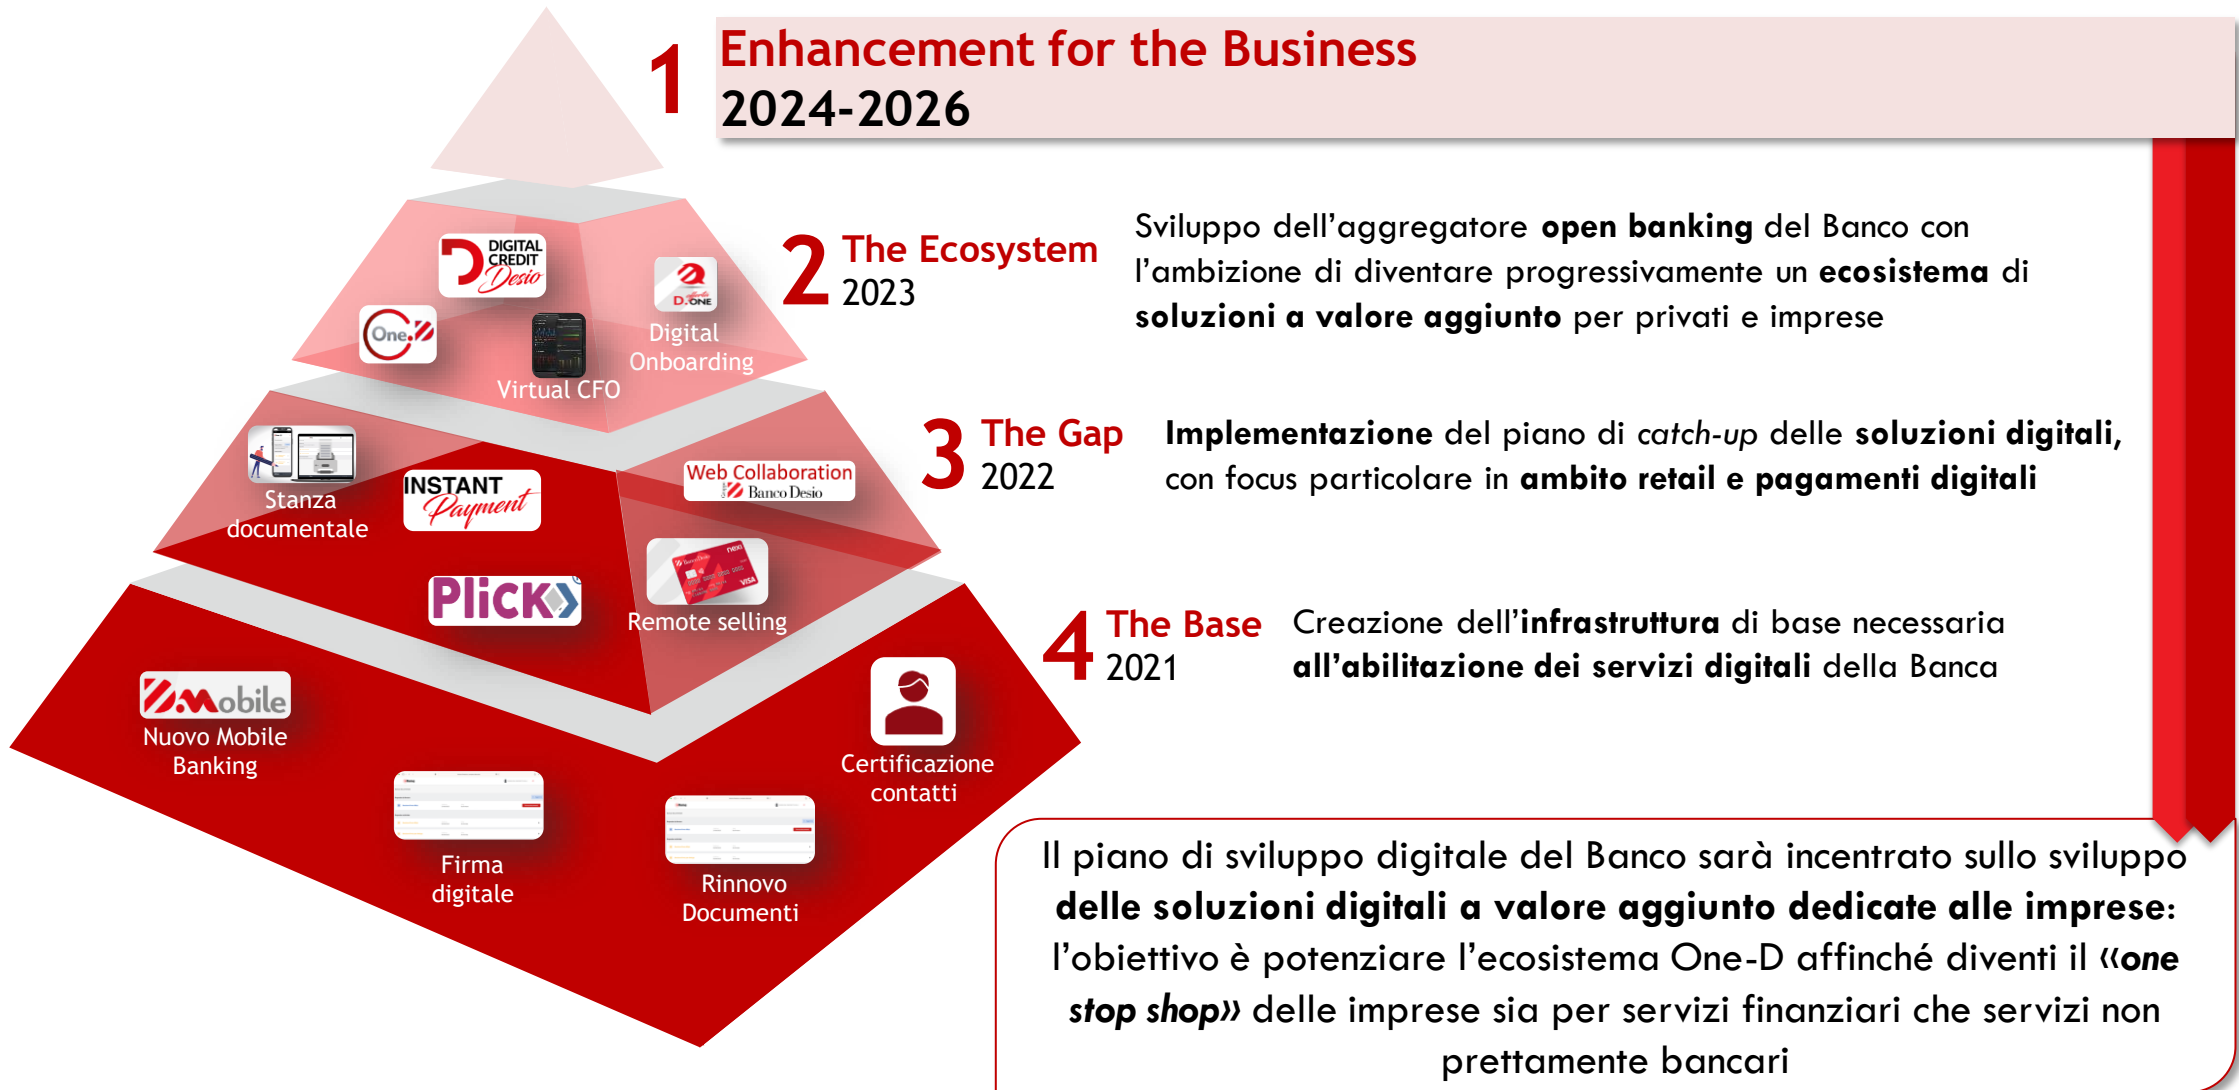 1
Enhancement for the Business
2024-2026
2
The Ecosystem
2023
Sviluppo dell’aggregatore open banking del Banco con
l’ambizione di diventare progressivamente un ecosistema di
soluzioni a valore aggiunto per privati e imprese
DIGITAL
CREDIT
Desio
One.D
D.ONE
Digital
Onboarding
Virtual CFO
3
The Gap
2022
Implementazione del piano di catch-up delle soluzioni digitali,
con focus particolare in ambito retail e pagamenti digitali
Stanza
documentale
INSTANT
Payment
Web Collaboration
Gruppo Banco Desio
PliCK
Banco Desio
nexi
VISA
Remote selling
4
The Base
2021
Creazione dell’infrastruttura di base necessaria
all’abilitazione dei servizi digitali della Banca
D.Mobile
Nuovo Mobile
Banking
Certificazione
contatti
Firma
digitale
Rinnovo
Documenti
Il piano di sviluppo digitale del Banco sarà incentrato sullo sviluppo
delle soluzioni digitali a valore aggiunto dedicate alle imprese:
l’obiettivo è potenziare l’ecosistema One-D affinché diventi il «one
stop shop» delle imprese sia per servizi finanziari che servizi non
prettamente bancari